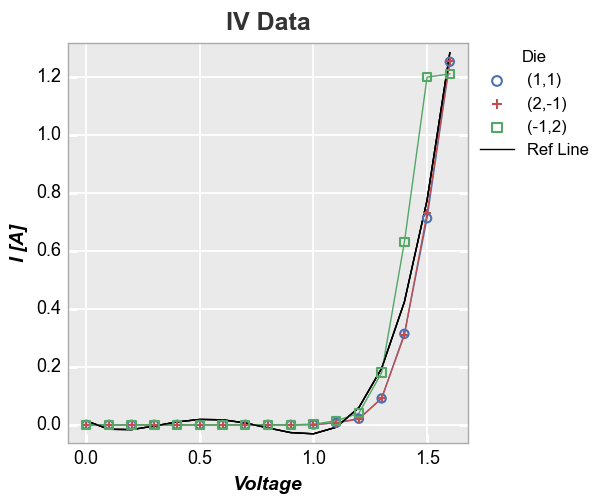 IV Data
Die
(1,1)
(2,-1)
(-1,2)
Ref Line
I [A]
1.2
1.0
0.8
0.6
0.4
0.2
0.0
0.0 0.5 1.0 1.5
Voltage